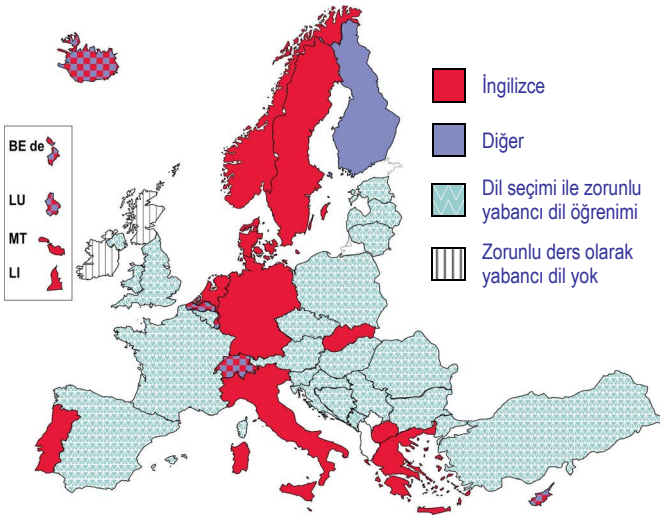 İngilizce
Diğer
Dil seçimi ile zorunlu
yabancı dil öğrenimi
Zorunlu ders olarak
yabancı dil yok
BE de
LU
MT
LI